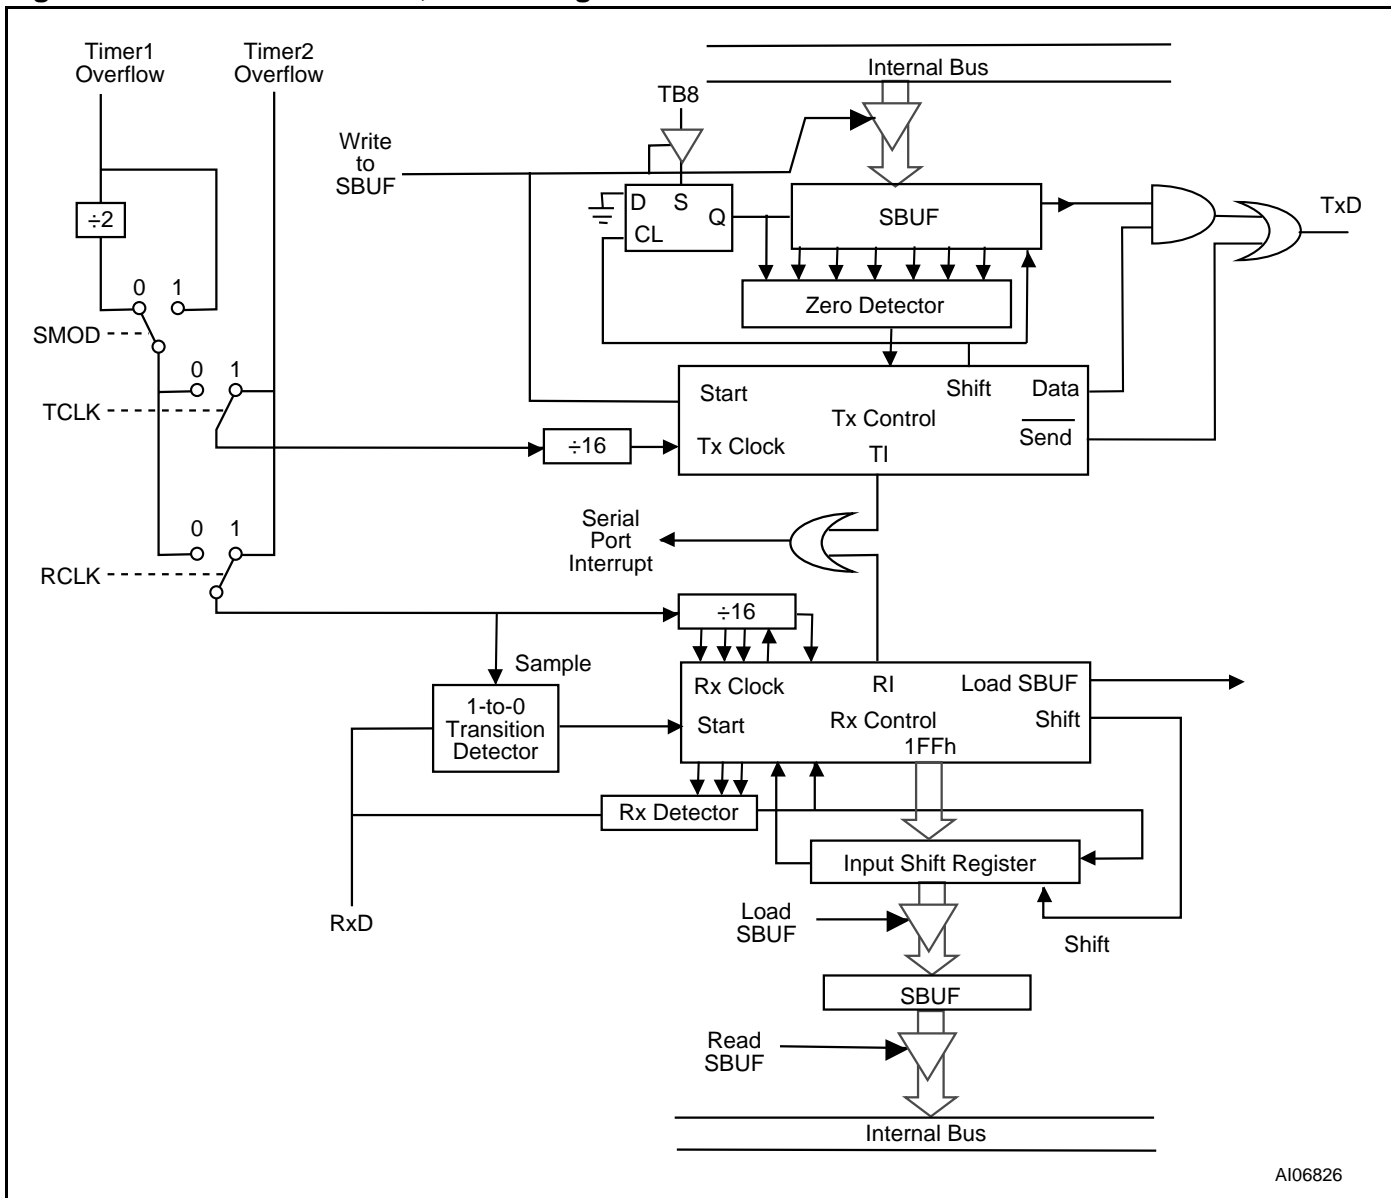 Timer1
Overflow
Timer2
Overflow
Internal Bus
TB8
Write
to
SBUF
÷2
D S
Q
CL
SBUF
TxD
0 1
Zero Detector
SMOD
0 1
TCLK
Start
Shift
Data
Tx Control
Send
÷16
Tx Clock
TI
0 1
Serial
Port
Interrupt
RCLK
÷16
Sample
Rx Clock
RI
Load SBUF
1-to-0
Transition
Detector
Start
Rx Control
Shift
1FFh
Rx Detector
Input Shift Register
RxD
Load
SBUF
Shift
SBUF
Read
SBUF
Internal Bus
AI06826